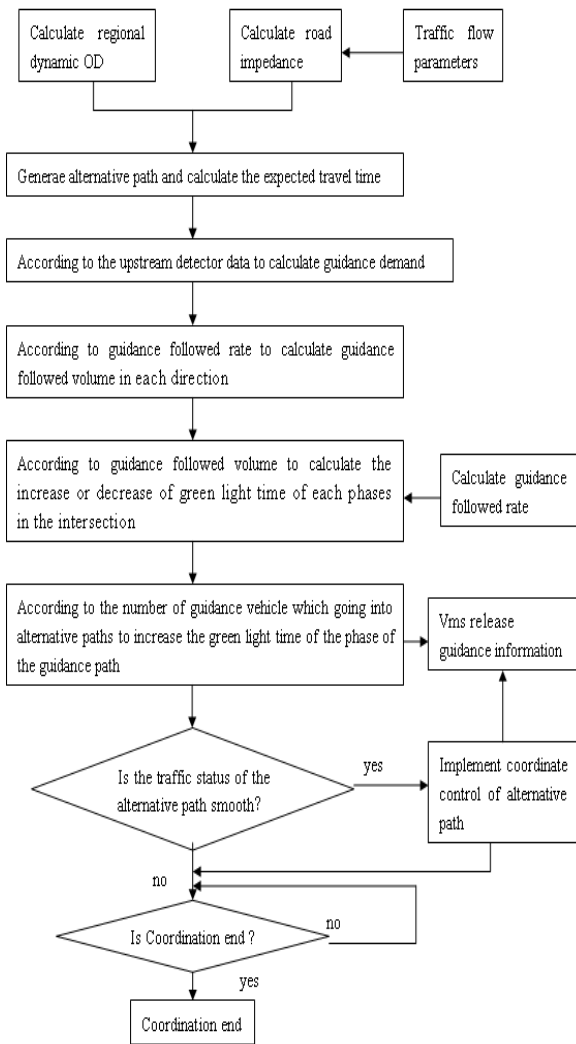 Calculate regional
dynamic OD
Calculate road
impedance
Traffic flow
parameters
Generae alternative path and calculate the expected travel time
According to the upstream detector data to calculate guidance demand
According to guidance followed rate to calculate guidance
followed volume in each direction
According to guidance followed volume to calculate the
increase or decrease of green light time of each phases
in the intersection
Calculate guidance
followed rate
According to the number of guidance vehicle which going into
alternative paths to increase the green light time of the phase of
the guidance path
Vms release
guidance information
Is the traffic status of the
alternative path smooth?
yes
Implement coordinate
control of alternative
path
no
Is Coordination end ?
no
yes
Coordination end